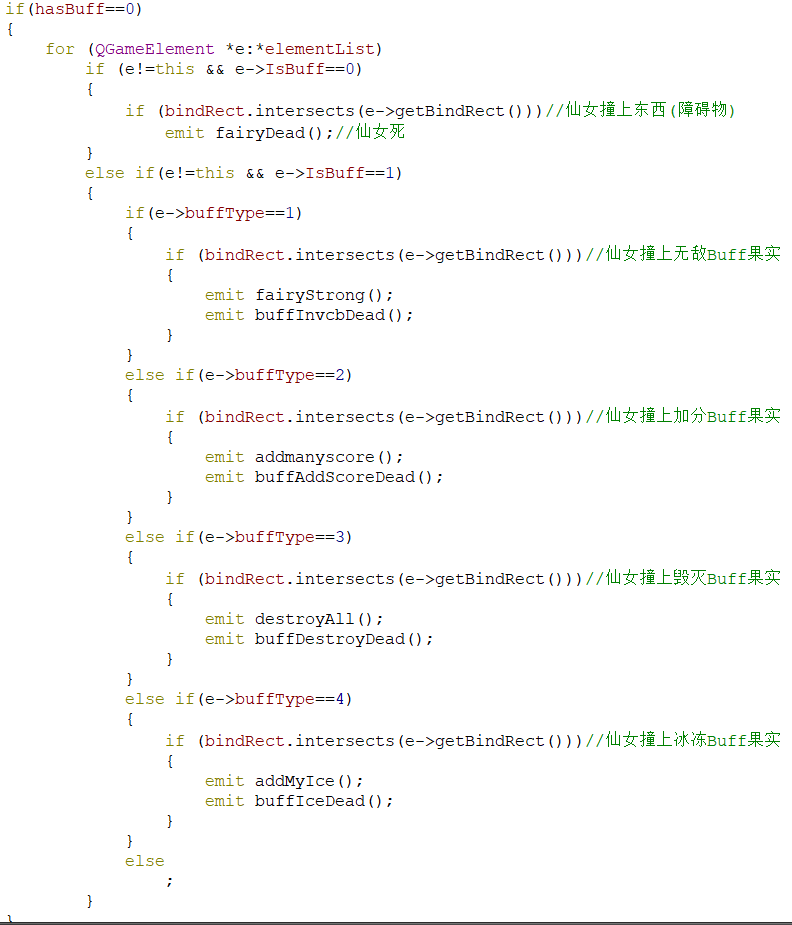 if(hasBuff==0)
{
    for (QGameElement *e:*elementList)
        if (e!=this && e->IsBuff==0)
        {
            if (bindRect.intersects(e->getBindRect()))//仙女撞上东西(障碍物)
                emit fairyDead();//仙女死
        }
        else if(e!=this && e->IsBuff==1)
        {
            if(e->buffType==1)
            {
                if (bindRect.intersects(e->getBindRect()))//仙女撞上无敌Buff果实
                {
                    emit fairyStrong();
                    emit buffInvcbDead();
                }
            }
            else if(e->buffType==2)
            {
                if (bindRect.intersects(e->getBindRect()))//仙女撞上加分Buff果实
                {
                    emit addmanyscore();
                    emit buffAddScoreDead();
                }
            }
            else if(e->buffType==3)
            {
                if (bindRect.intersects(e->getBindRect()))//仙女撞上毁灭Buff果实
                {
                    emit destroyAll();
                    emit buffDestroyDead();
                }
            }
            else if(e->buffType==4)
            {
                if (bindRect.intersects(e->getBindRect()))//仙女撞上冰冻Buff果实
                {
                    emit addMyIce();
                    emit buffIceDead();
                }
            }
            else
                ;
        }
}